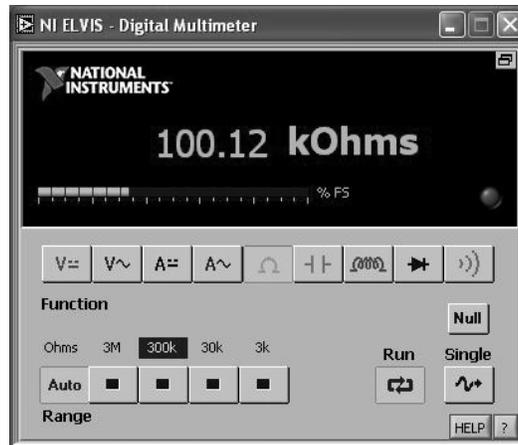 NI ELVIS - Digital Multimeter
NATIONAL
INSTRUMENTS™
100.12 kOhms
% FS
V A A
Function
Null
Ohms 3M 300k 30k 3k
Run Single
Auto
Range
HELP ?